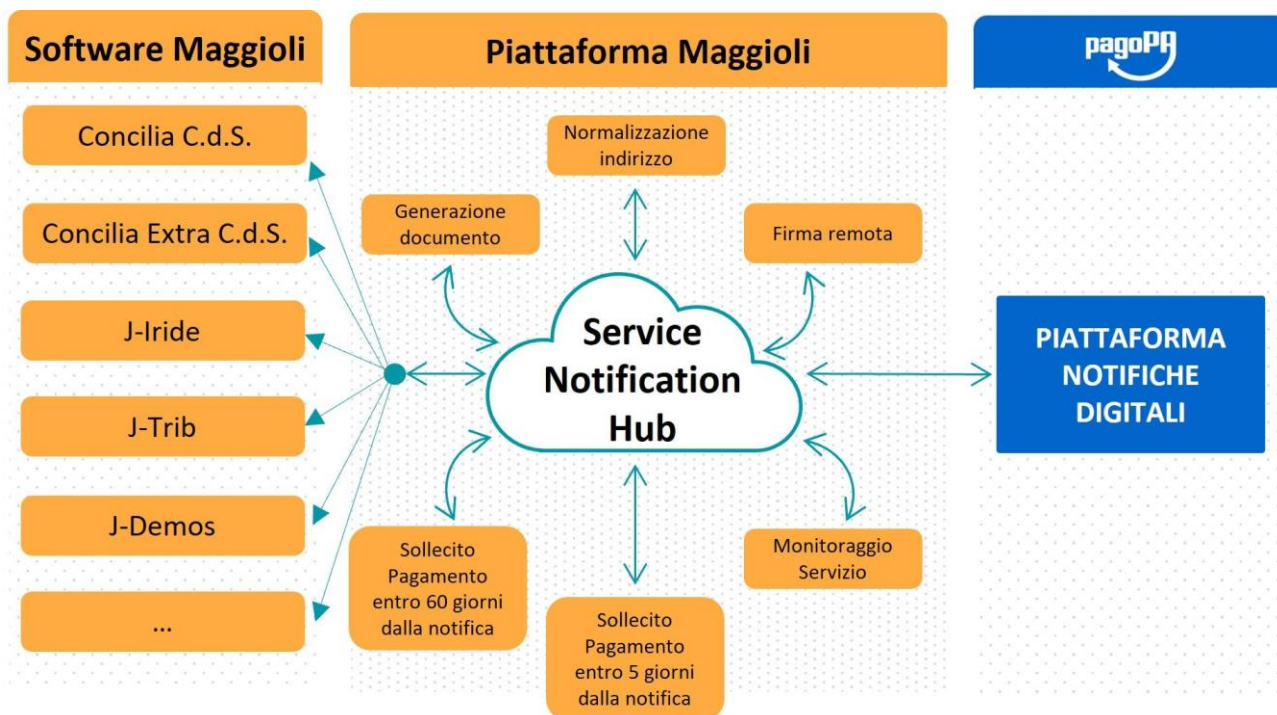 Software Maggioli
Concilia C.d.S.
Concilia Extra C.d.S.
J-Iride
J-Trib
J-Demos
...
Piattaforma Maggioli
Normalizzazione
indirizzo
Generazione
documento
Firma remota
Service
Notification
Hub
Sollecito
Pagamento
entro 60 giorni
dalla notifica
Sollecito
Pagamento
entro 5 giorni
dalla notifica
Monitoraggio
Servizio
pagoPA
PIATTAFORMA
NOTIFICHE
DIGITALI